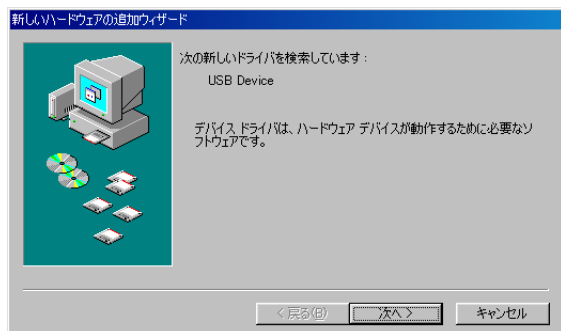 新しいハードウェアの追加ウィザード
次の新しいドライバを検索しています:
USB Device
デバイス ドライバは、ハードウェア デバイスが動作するために必要なソ
フトウェアです。
< 戻る(B)
次へ >
キャンセル